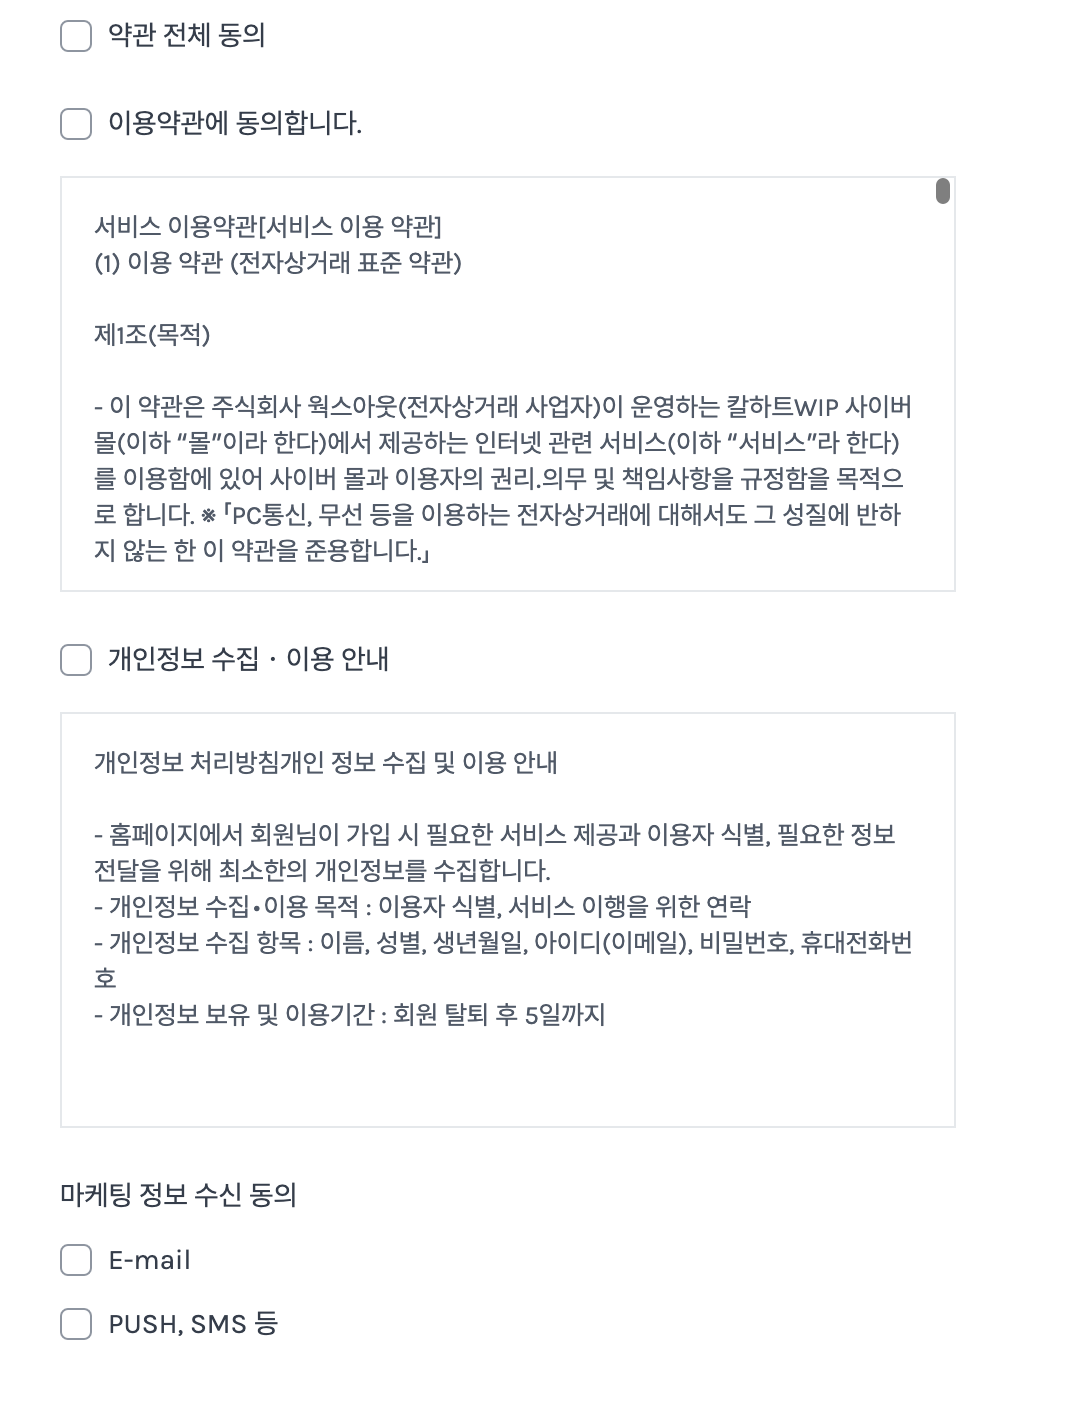 약관 전체 동의
이용약관에 동의합니다.
서비스 이용약관[서비스 이용 약관]
(1) 이용 약관 (전자상거래 표준 약관)
제1조(목적)
- 이 약관은 주식회사 웍스아웃(전자상거래 사업자)이 운영하는 칼하트WIP 사이버
몰(이하 “몰”이라 한다)에서 제공하는 인터넷 관련 서비스(이하 “서비스”라 한다)
를 이용함에 있어 사이버 몰과 이용자의 권리.의무 및 책임사항을 규정함을 목적으
로 합니다. ※「PC통신, 무선 등을 이용하는 전자상거래에 대해서도 그 성질에 반하
지 않는 한 이 약관을 준용합니다.」
개인정보 수집 · 이용 안내
개인정보 처리방침개인 정보 수집 및 이용 안내
- 홈페이지에서 회원님이 가입 시 필요한 서비스 제공과 이용자 식별, 필요한 정보
전달을 위해 최소한의 개인정보를 수집합니다.
- 개인정보 수집•이용 목적 : 이용자 식별, 서비스 이행을 위한 연락
- 개인정보 수집 항목 : 이름, 성별, 생년월일, 아이디(이메일), 비밀번호, 휴대전화번
호
- 개인정보 보유 및 이용기간 : 회원 탈퇴 후 5일까지
마케팅 정보 수신 동의
E-mail
PUSH, SMS 등